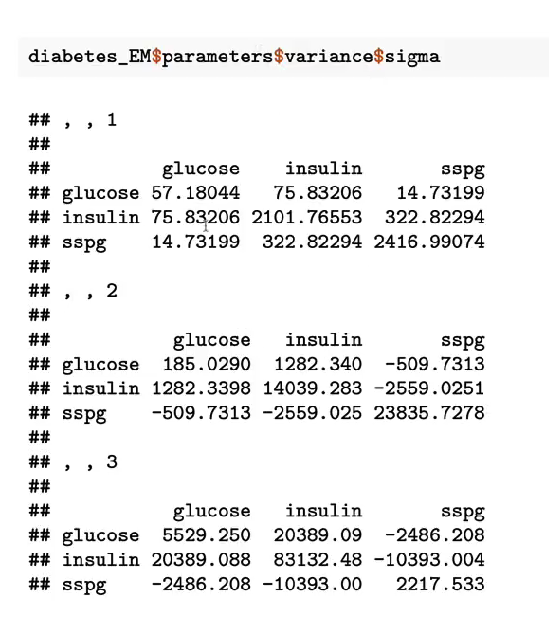 diabetes_EM$parameters$variance$sigma
## , , 1
##
## glucose insulin sspg
## glucose 57.18044 75.83206 14.73199
## insulin 75.83206 2101.76553 322.82294
## sspg 14.73199 322.82294 2416.99074
##
## , , 2
##
## glucose insulin sspg
## glucose 185.0290 1282.340 -509.7313
## insulin 1282.3398 14039.283 -2559.0251
## sspg -509.7313 -2559.025 23835.7278
##
## , , 3
##
## glucose insulin sspg
## glucose 5529.250 20389.09 -2486.208
## insulin 20389.088 83132.48 -10393.004
## sspg -2486.208 -10393.00 2217.533